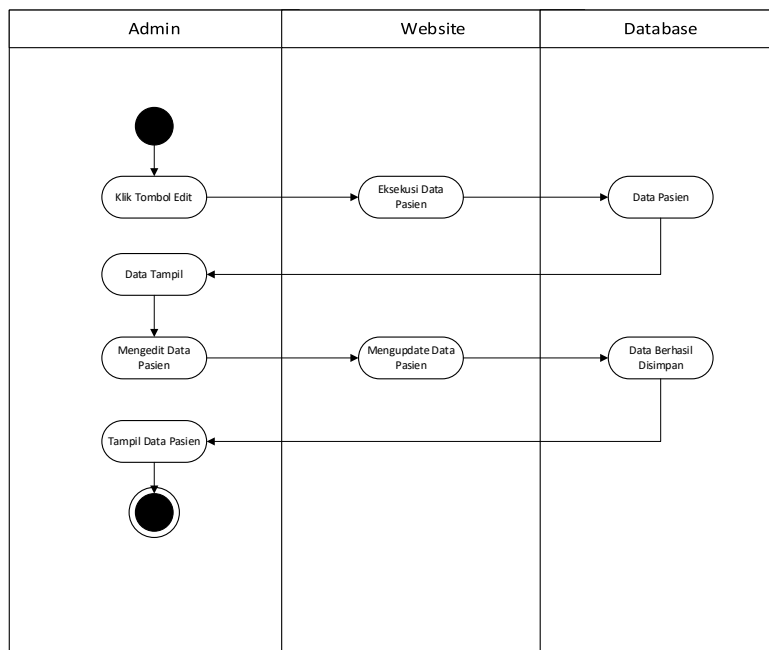 Admin
Website
Database
Klik Tombol Edit
Eksekusi Data
Pasien
Data Pasien
Data Tampil
Mengedit Data
Pasien
Mengupdate Data
Pasien
Data Berhasil
Disimpan
Tampil Data Pasien